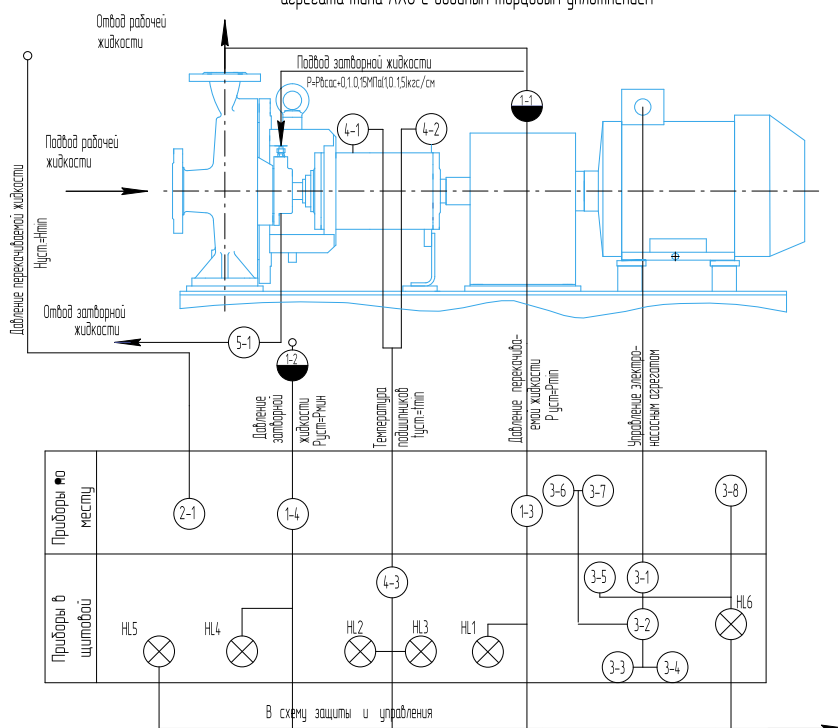 агрегата типа АХО с двойным торцовым уплотнением
Отвод рабочей
жидкости
Подвод затворной жидкости
Р=Рвсас+0,1..0,15МПа(1,0..1,5)кгс/см
1-1
4-1
4-2
Подвод рабочей
жидкости
Давление перекачиваемой жидкости
Нуст.=Hmin
Отвод затворной
жидкости
5-1
1-2
Давление
затворной
жидкости
Руст=Рмин
Температура
подшипников
tуст.=tmin
Давление перекачива-
емой жидкости
Р уст=Pmin
Управление электро-
насосным агрегатом
Приборы по
месту
2-1
1-4
1-3
3-6
3-7
3-8
Приборы в
щитовой
4-3
3-5
3-1
3-2
3-3
3-4
HL5
HL4
HL2
HL3
HL1
HL6
В схему защиты и управления